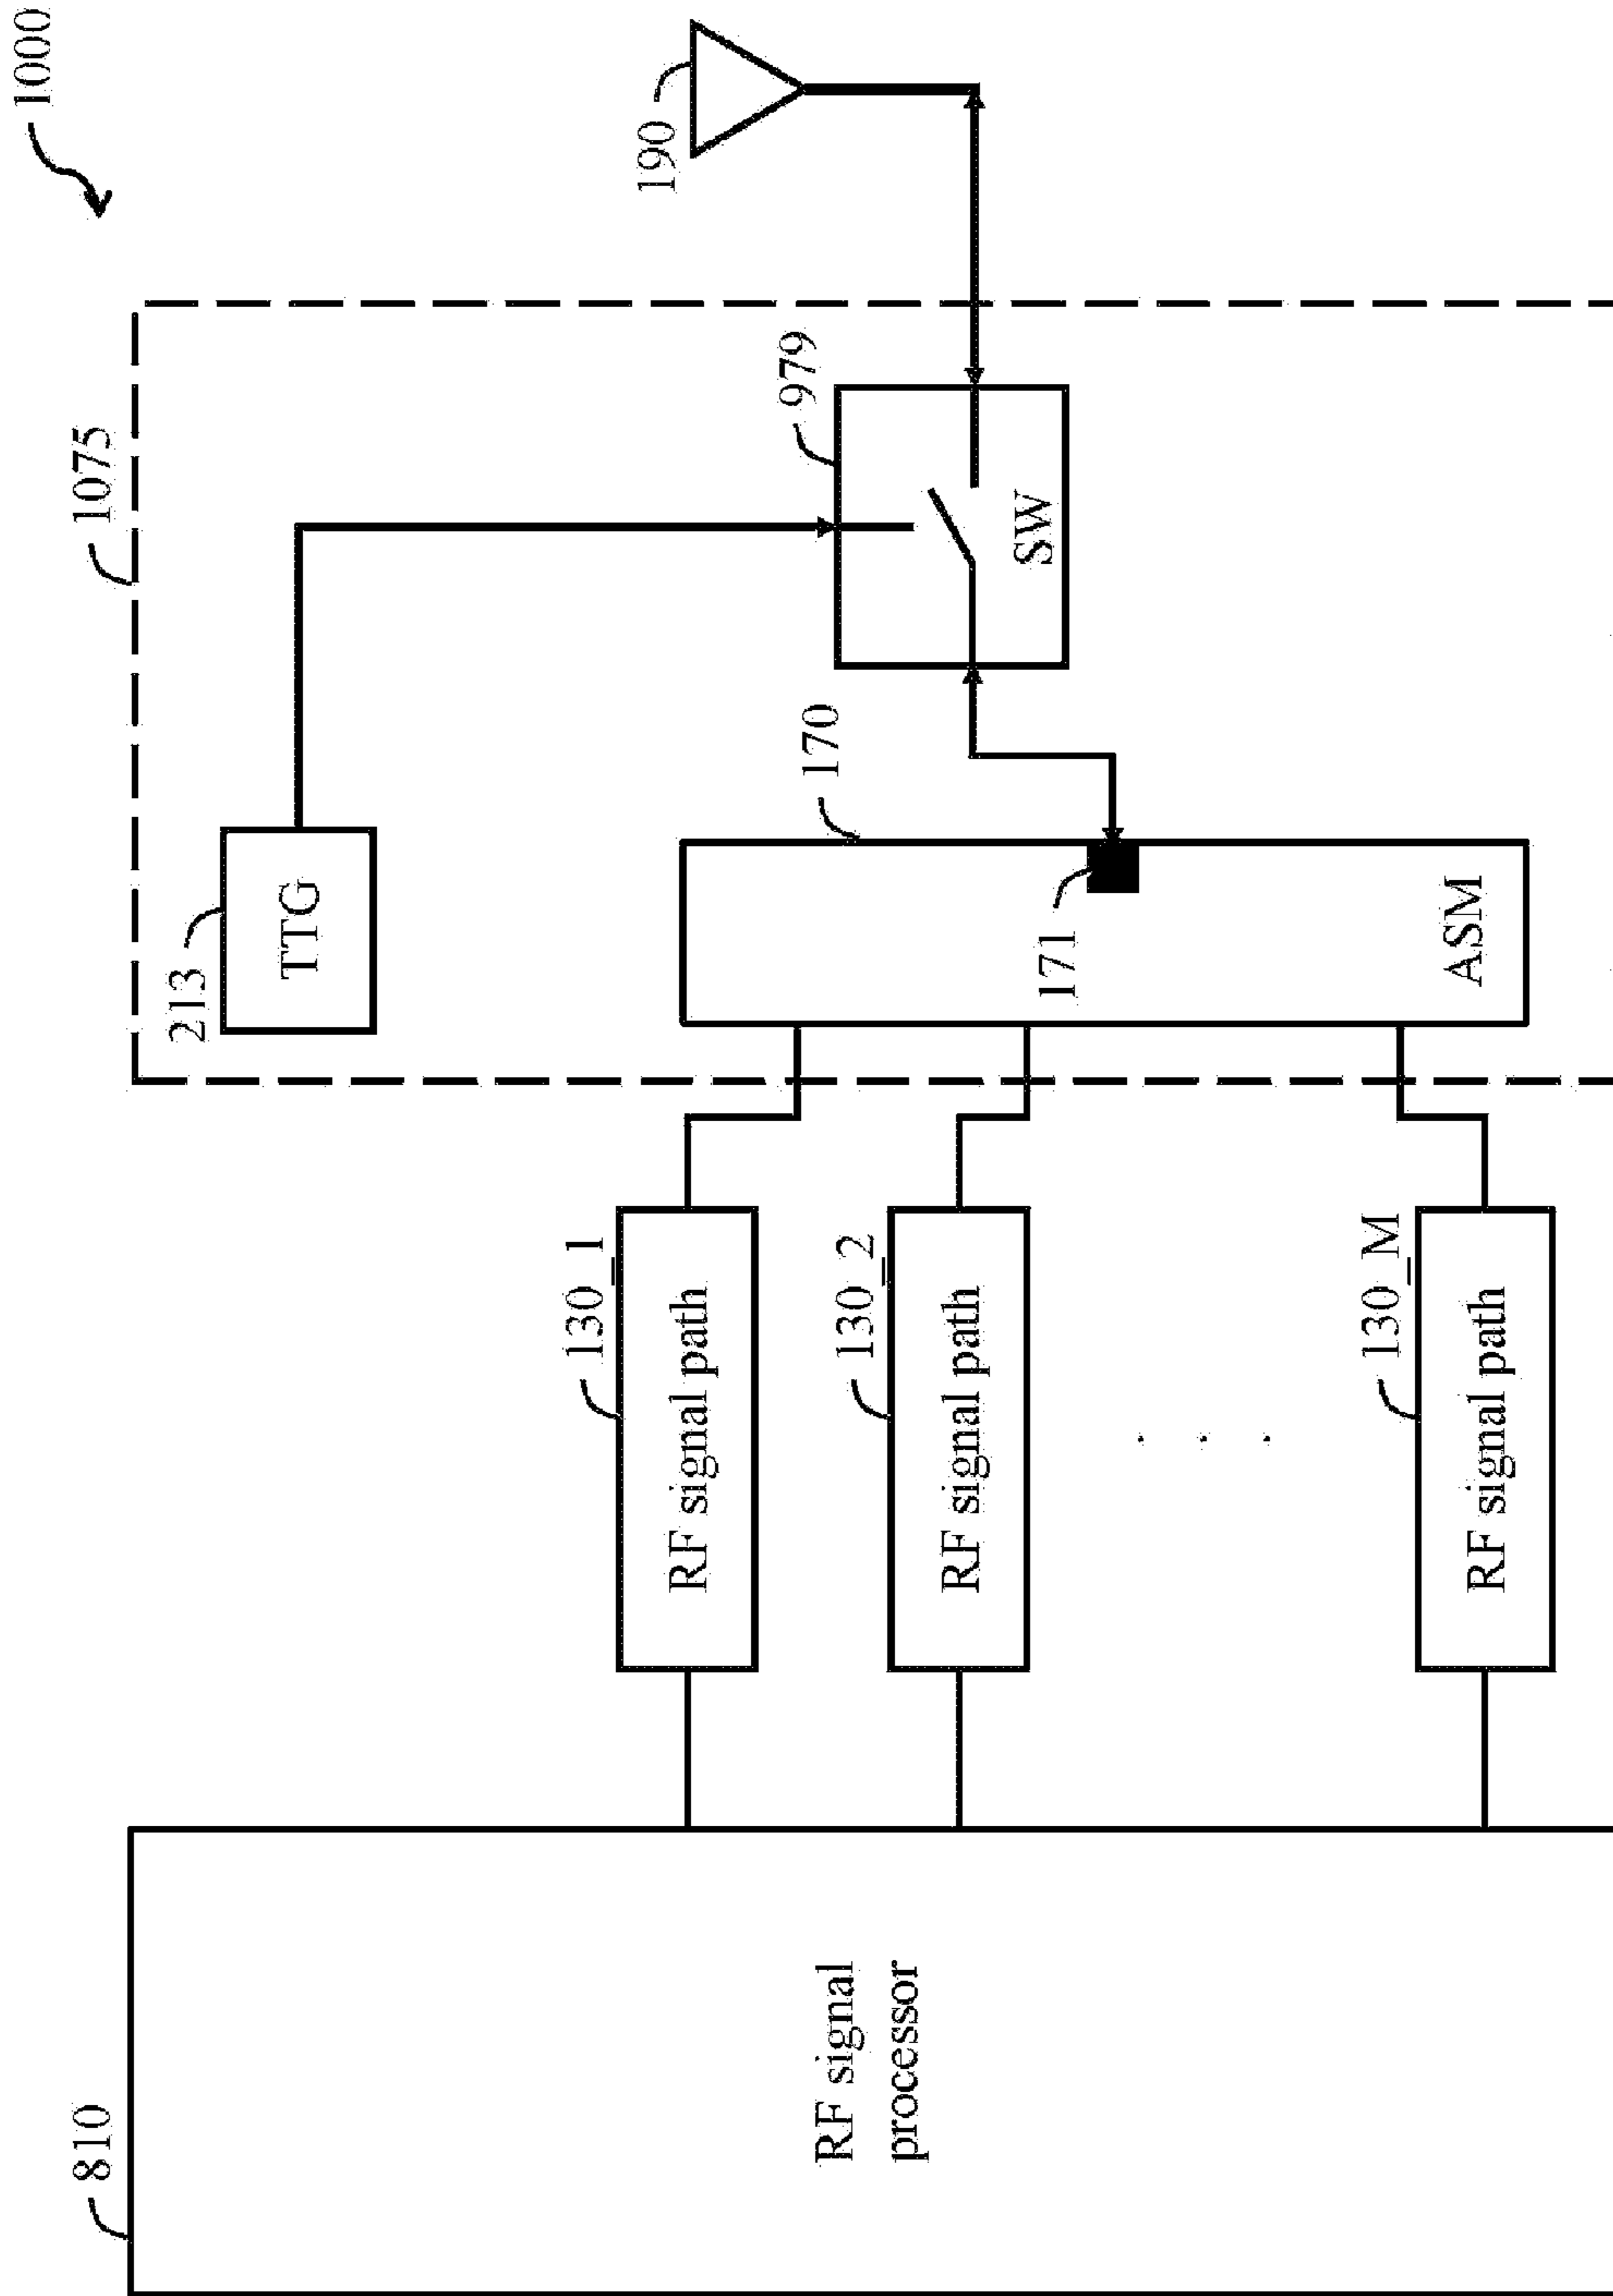 1000
1075
190
213
TTG
979
SW
170
171
ASM
810
RF signal
processor
130_1
RF signal path
130_2
RF signal path
. . .
130_M
RF signal path